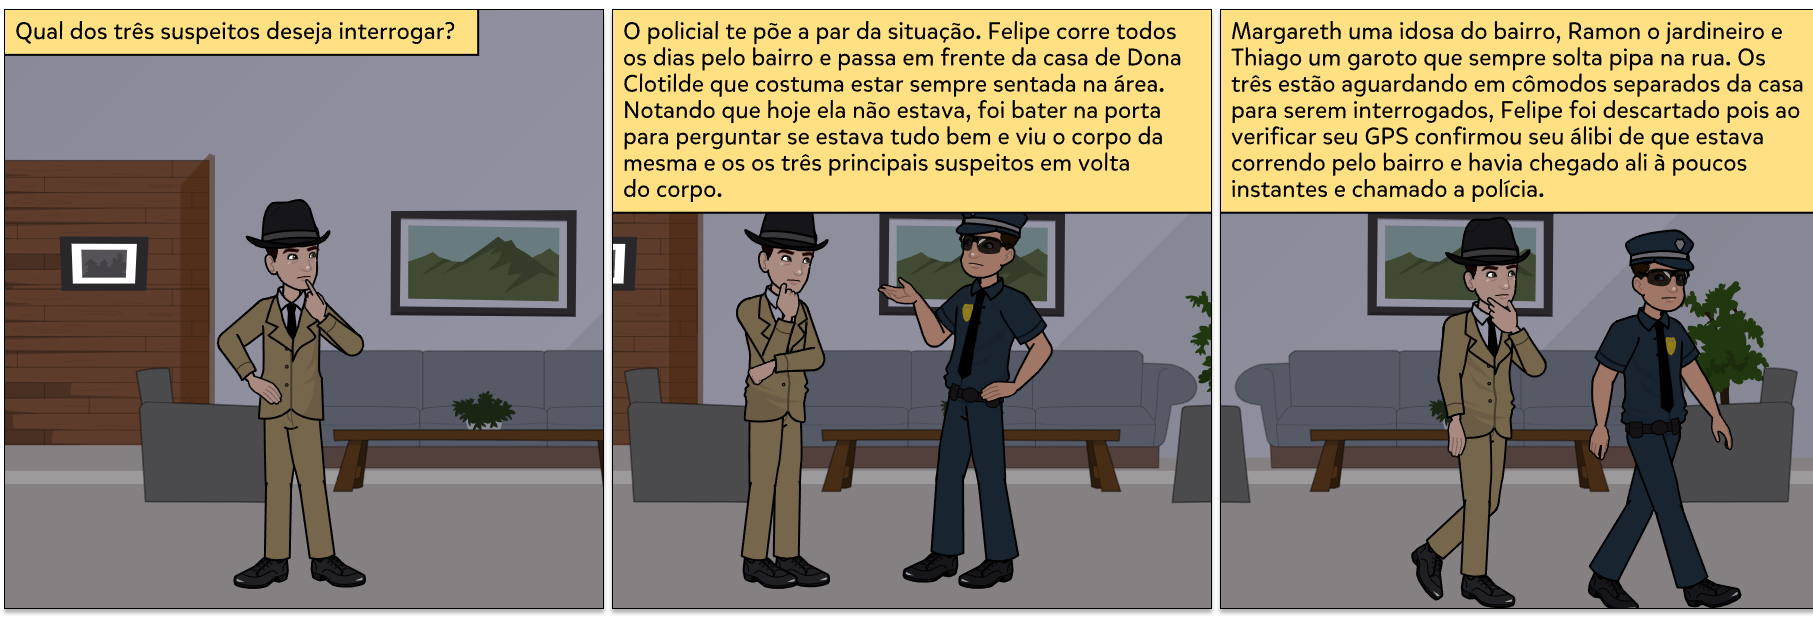 Qual dos três suspeitos deseja interrogar?
O policial te põe a par da situação. Felipe corre todos
os dias pelo bairro e passa em frente da casa de Dona
Clotilde que costuma estar sempre sentada na área.
Notando que hoje ela não estava, foi bater na porta
para perguntar se estava tudo bem e viu o corpo da
mesma e os os três principais suspeitos em volta
do corpo.
Margareth uma idosa do bairro, Ramon o jardineiro e
Thiago um garoto que sempre solta pipa na rua. Os
três estão aguardando em cômodos separados da casa
para serem interrogados, Felipe foi descartado pois ao
verificar seu GPS confirmou seu álibi de que estava
correndo pelo bairro e havia chegado ali à poucos
instantes e chamado a polícia.